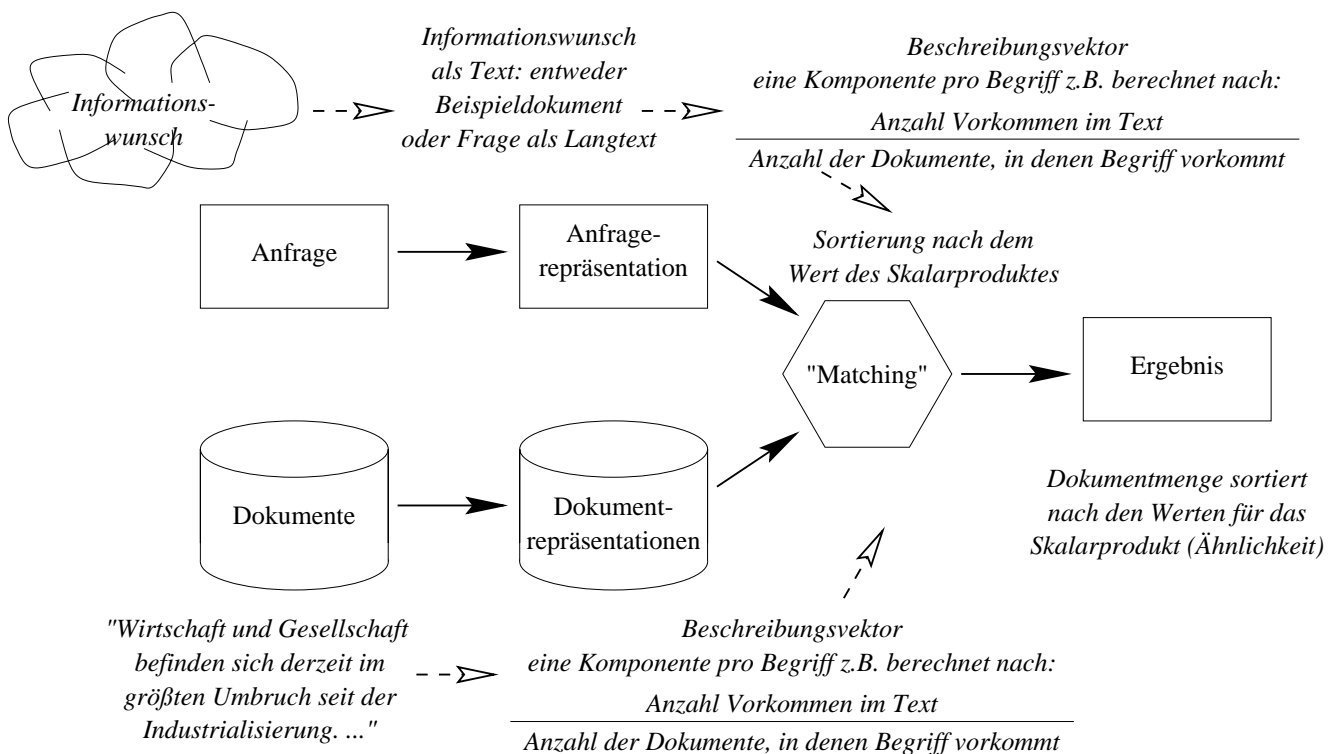 Informations-
wunsch
Informationswunsch
als Text: entweder
Beispieldokument
oder Frage als Langtext
Beschreibungsvektor
eine Komponente pro Begriff z.B. berechnet nach:
Anzahl Vorkommen im Text
Anzahl der Dokumente, in denen Begriff vorkommt
Anfrage
Anfrage-
repräsentation
Sortierung nach dem
Wert des Skalarproduktes
"Matching"
Ergebnis
Dokumente
Dokument-
repräsentationen
Dokumentmenge sortiert
nach den Werten für das
Skalarprodukt (Ähnlichkeit)
"Wirtschaft und Gesellschaft
befinden sich derzeit im
größten Umbruch seit der
Industrialisierung. ..."
Beschreibungsvektor
eine Komponente pro Begriff z.B. berechnet nach:
Anzahl Vorkommen im Text
Anzahl der Dokumente, in denen Begriff vorkommt